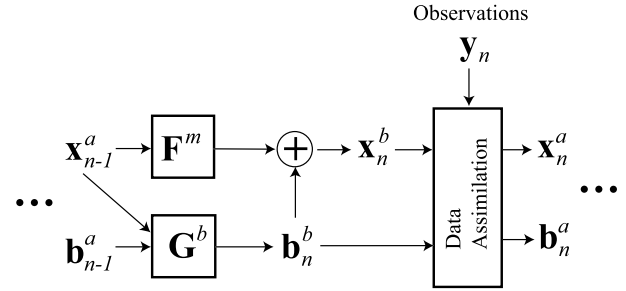 Observations
y_n
x^a_{n-1} F^m + x^b_n x^a_n
Data
Assimilation
... ...
b^a_{n-1} G^b b^b_n b^a_n